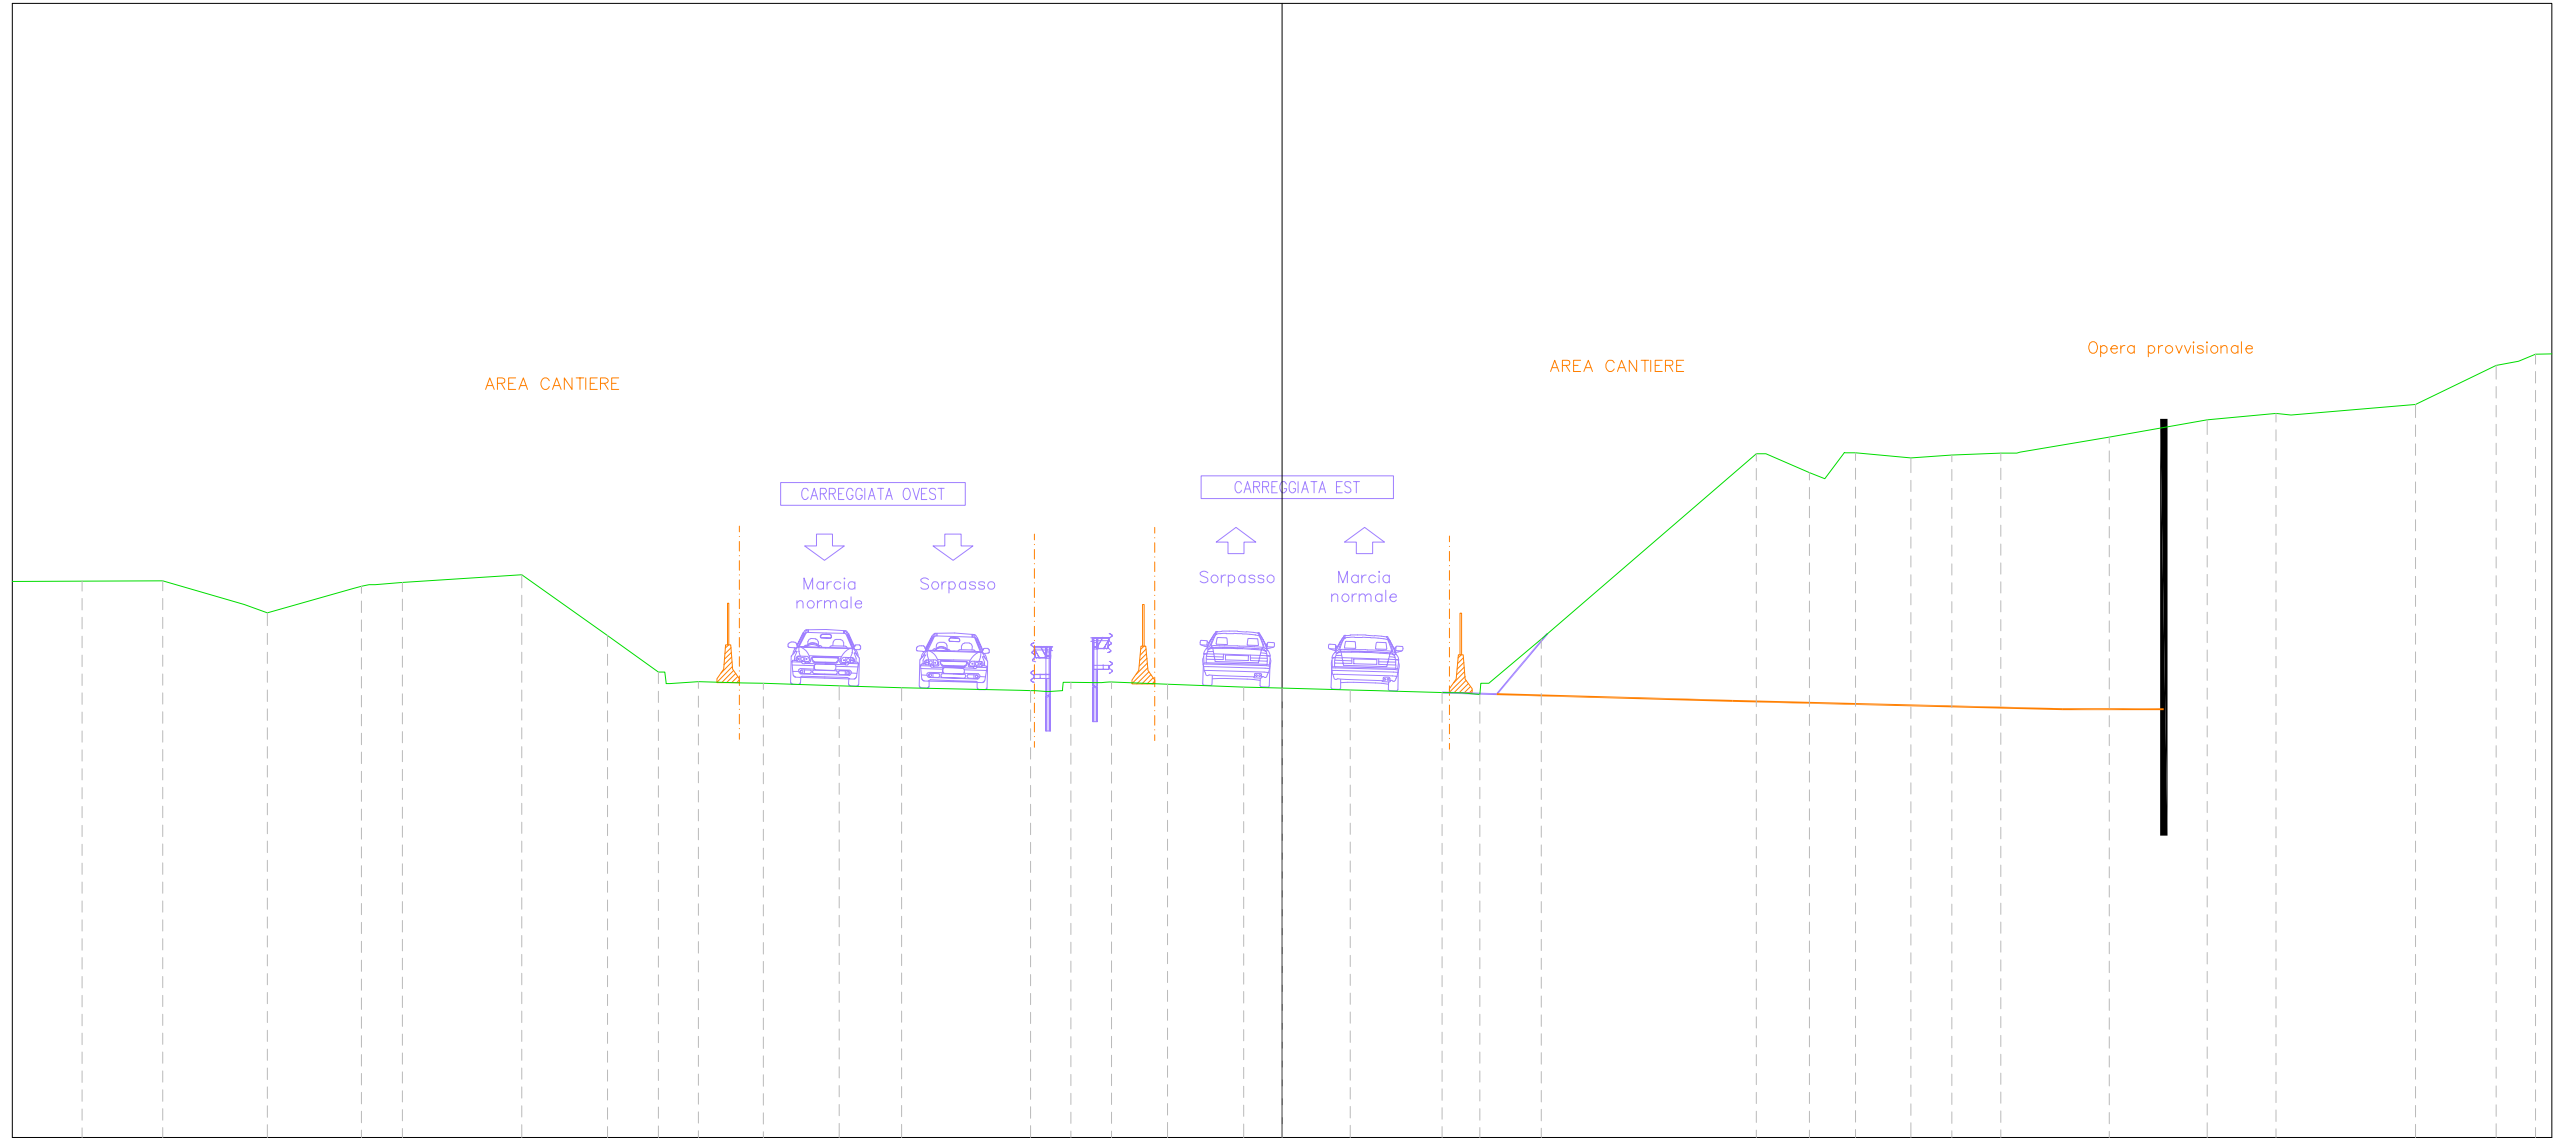 Opera provvisionale
AREA CANTIERE
AREA CANTIERE
CARREGGIATA OVEST
CARREGGIATA EST
Marcia
normale
Sorpasso
Sorpasso
Marcia
normale